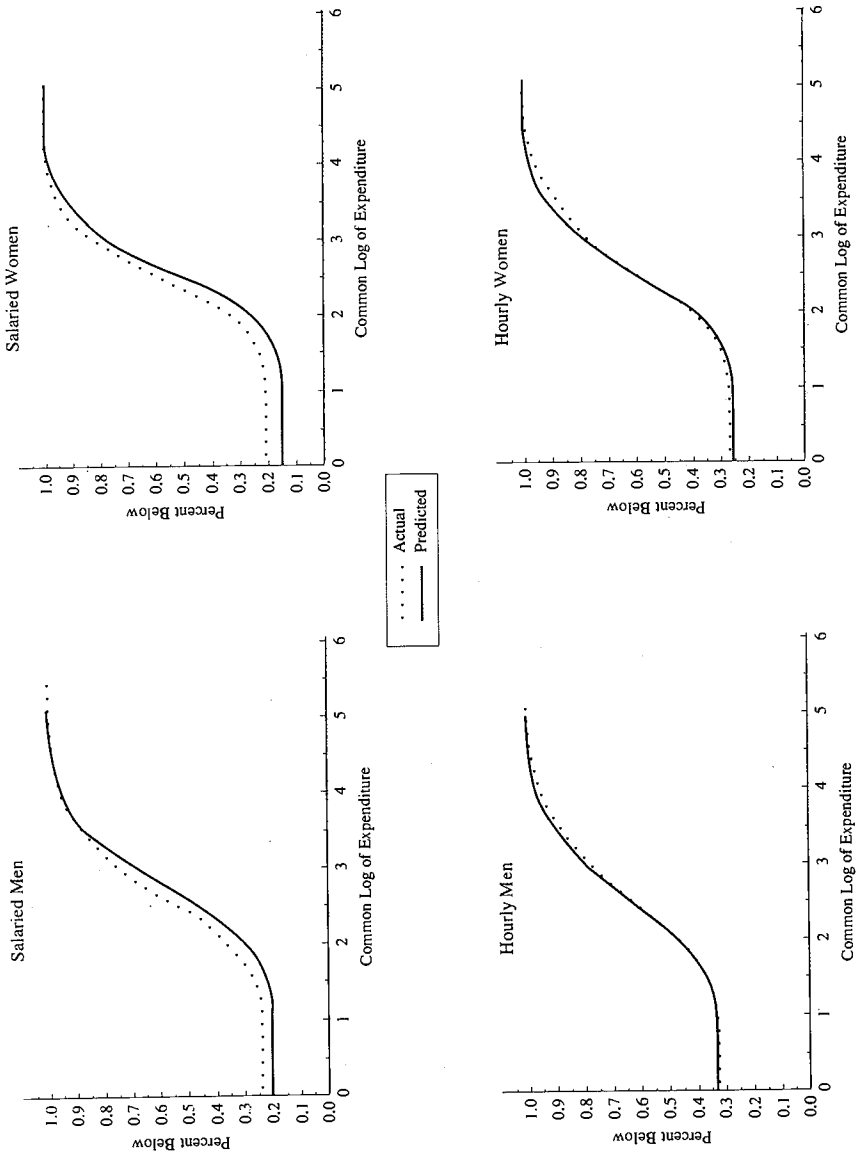 Salaried Men
Percent Below
1.0
0.9
0.8
0.7
0.6
0.5
0.4
0.3
0.2
0.1
0.0
0 1 2 3 4 5 6
Common Log of Expenditure
Salaried Women
Percent Below
1.0
0.9
0.8
0.7
0.6
0.5
0.4
0.3
0.2
0.1
0.0
0 1 2 3 4 5 6
Common Log of Expenditure
Actual
Predicted
Hourly Men
Percent Below
1.0
0.9
0.8
0.7
0.6
0.5
0.4
0.3
0.2
0.1
0.0
0 1 2 3 4 5 6
Common Log of Expenditure
Hourly Women
Percent Below
1.0
0.9
0.8
0.7
0.6
0.5
0.4
0.3
0.2
0.1
0.0
0 1 2 3 4 5 6
Common Log of Expenditure